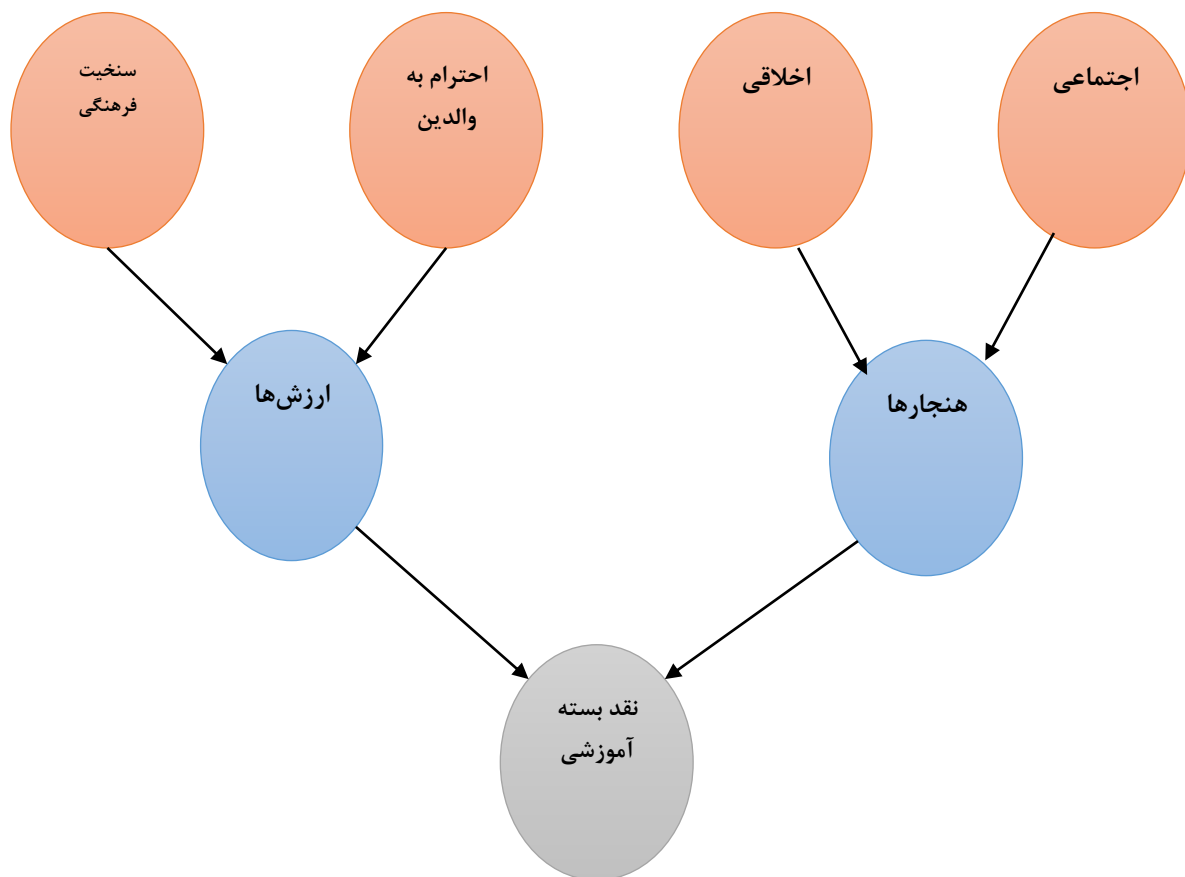 اجتماعی
اخلاقی
احترام به
والدین
سنخیت
فرهنگی
هنجارها
ارزش‌ها
نقد بسته
آموزشی